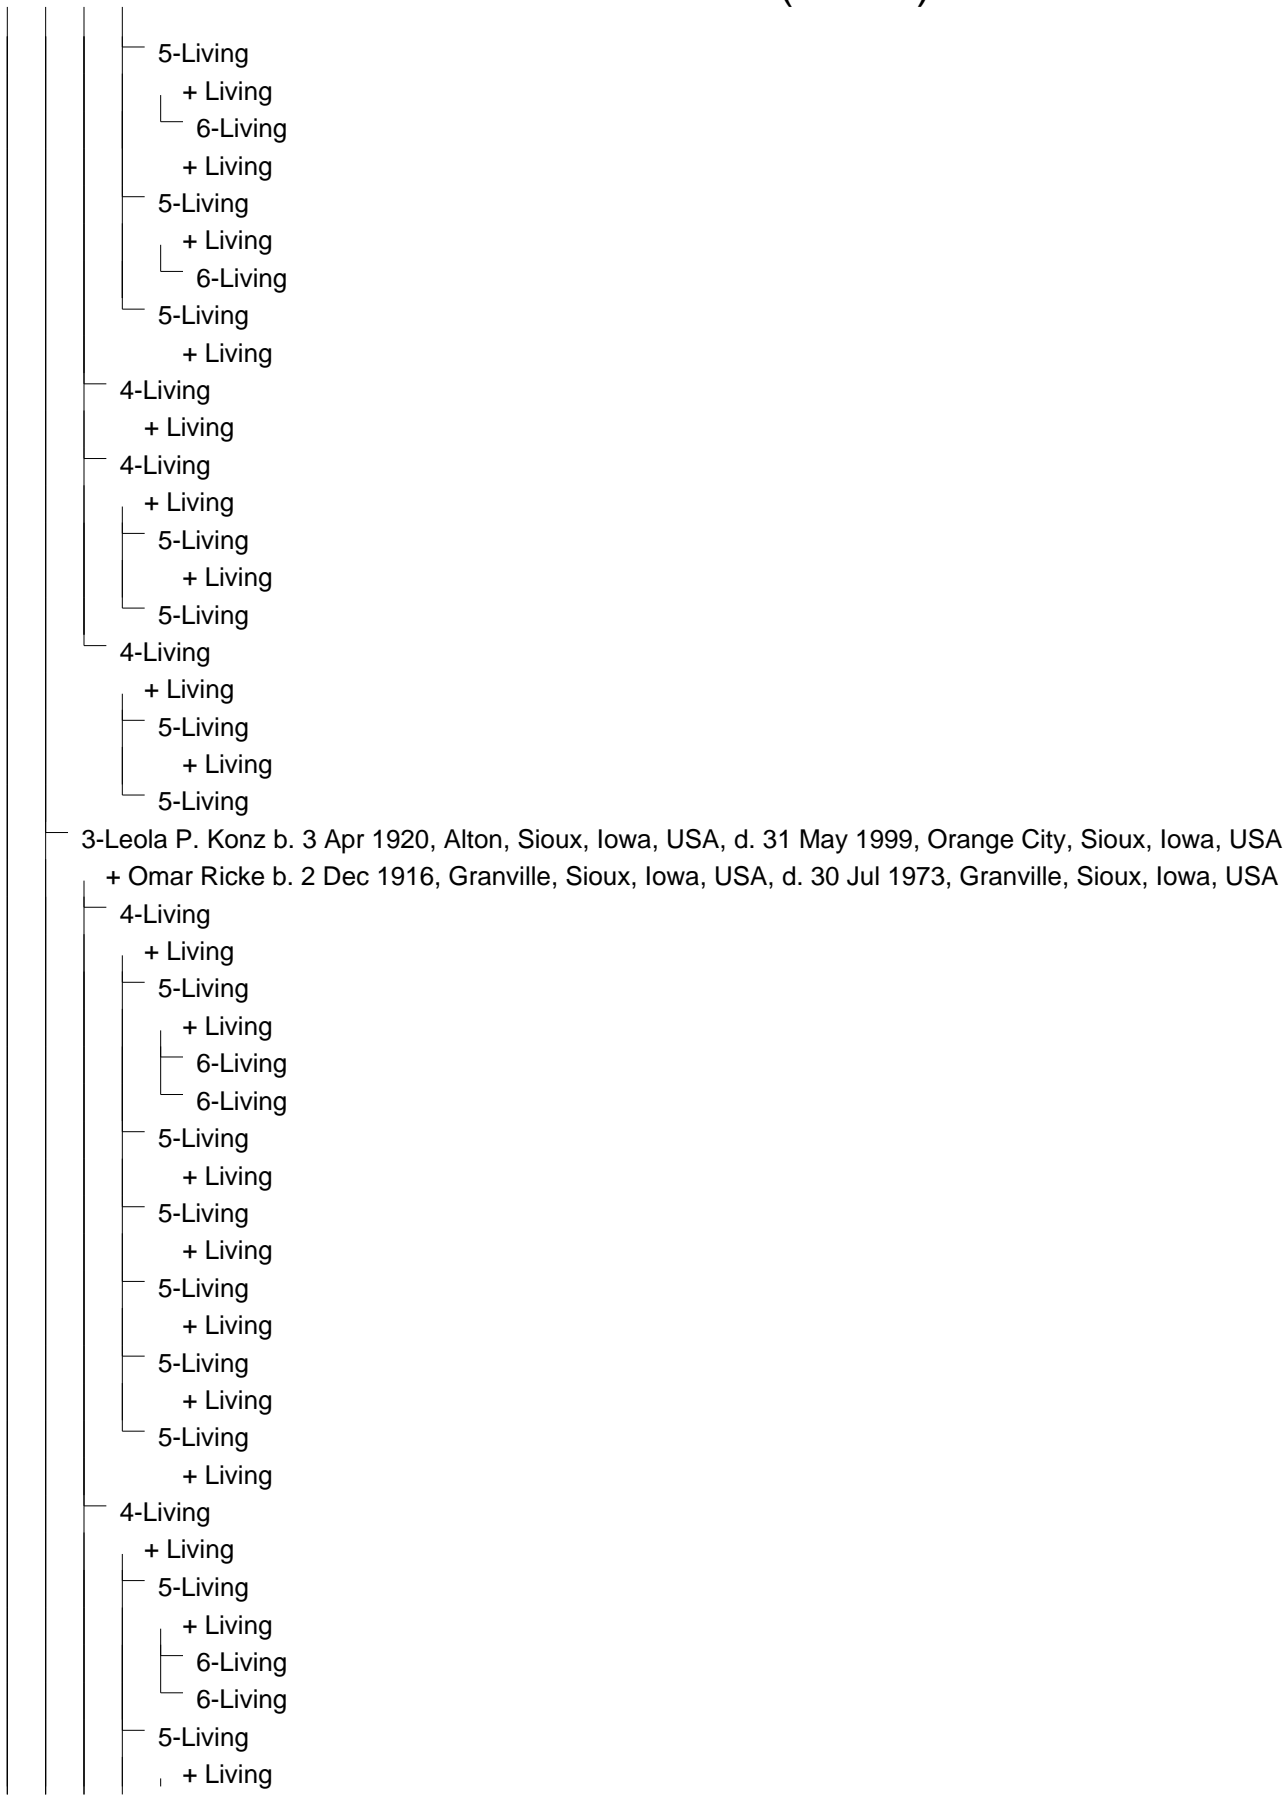 5-Living
+ Living
6-Living
+ Living
5-Living
+ Living
6-Living
5-Living
+ Living
4-Living
+ Living
4-Living
+ Living
5-Living
+ Living
5-Living
4-Living
+ Living
5-Living
+ Living
5-Living
3-Leola P. Konz b. 3 Apr 1920, Alton, Sioux, Iowa, USA, d. 31 May 1999, Orange City, Sioux, Iowa, USA
+ Omar Ricke b. 2 Dec 1916, Granville, Sioux, Iowa, USA, d. 30 Jul 1973, Granville, Sioux, Iowa, USA
4-Living
+ Living
5-Living
+ Living
6-Living
6-Living
5-Living
+ Living
5-Living
+ Living
5-Living
+ Living
5-Living
+ Living
5-Living
+ Living
4-Living
+ Living
5-Living
+ Living
6-Living
6-Living
5-Living
+ Living